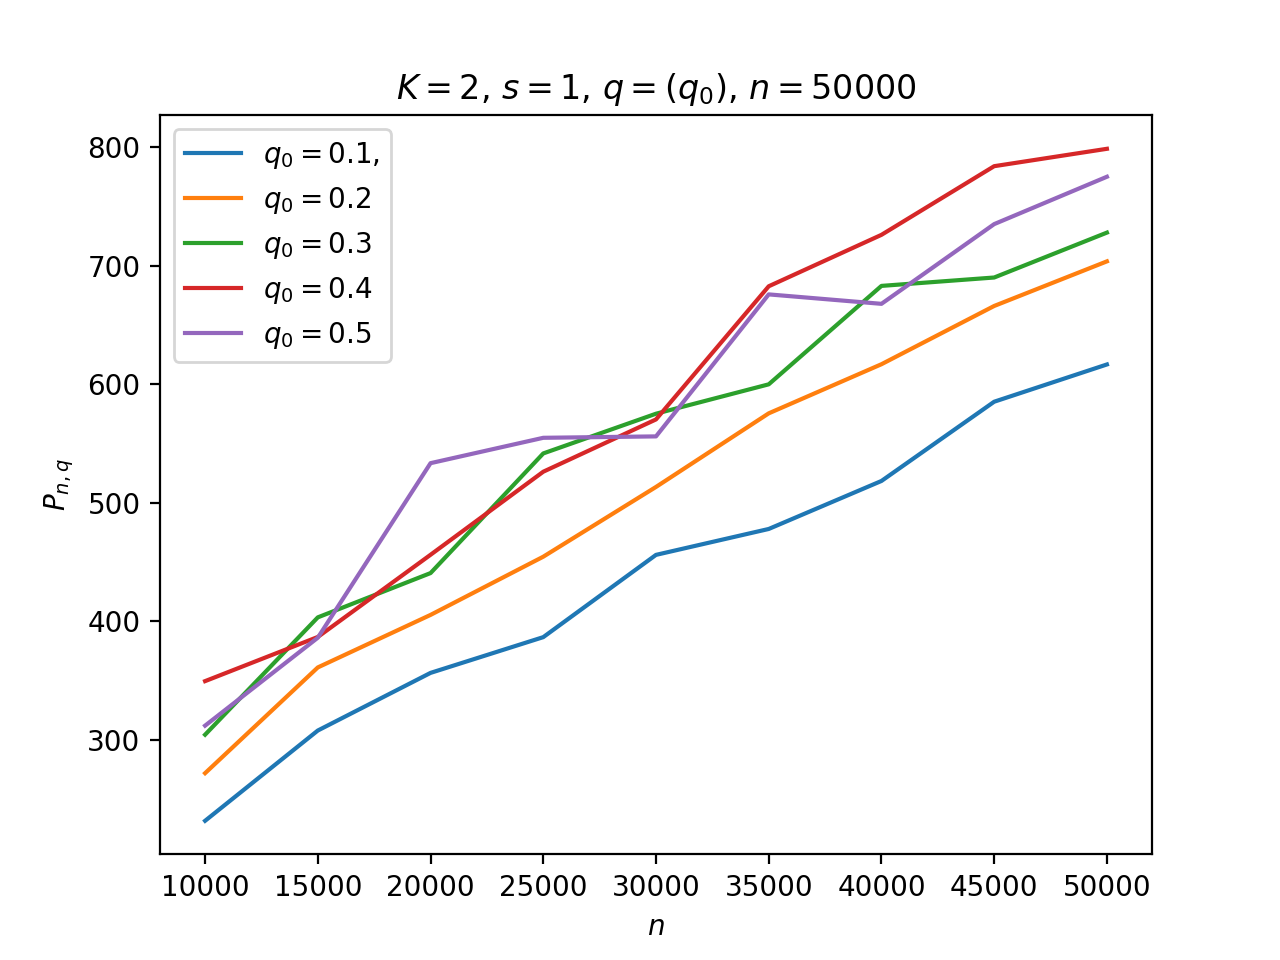 K = 2, s = 1, q = (q₀), n = 50000
800
700
600
500
400
300
Pₙ,q
q₀ = 0.1,
q₀ = 0.2
q₀ = 0.3
q₀ = 0.4
q₀ = 0.5
10000 15000 20000 25000 30000 35000 40000 45000 50000
n